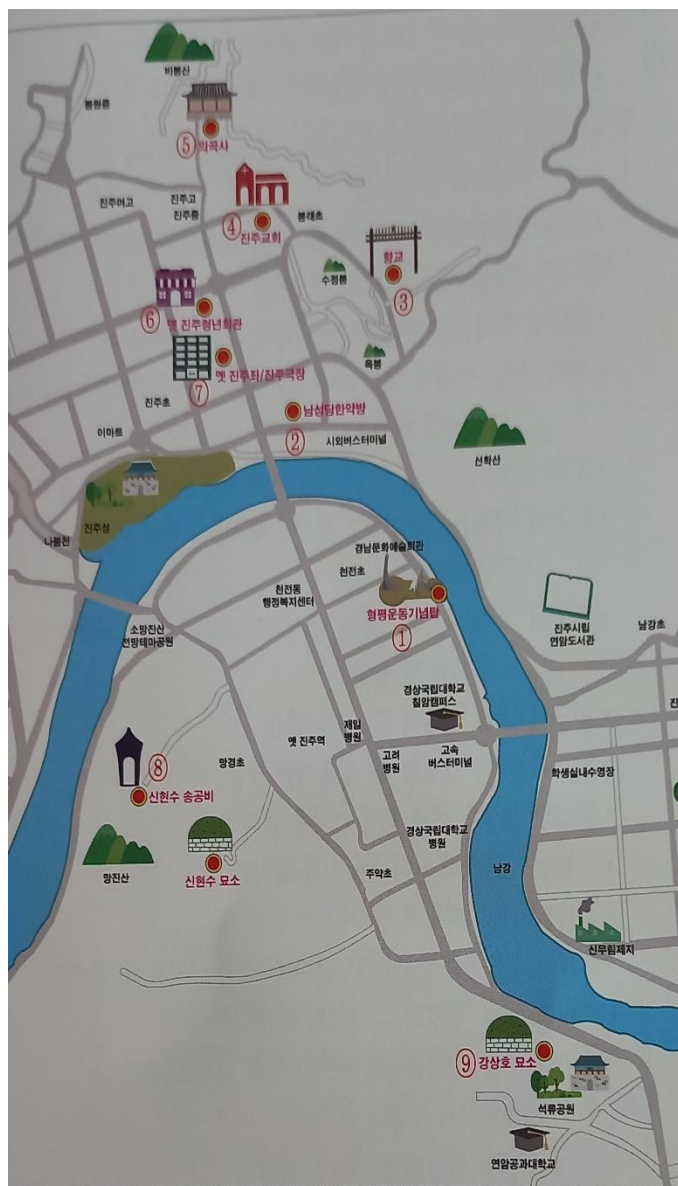 비봉산
봉원중
⑤ 의곡사
진주여고
진주고
진주중
④ 진주교회
봉래초
향교
③
수정봉
⑥ 옛 진주청년회관
옥봉
⑦ 옛 진주좌/진주극장
진주초
남성당한약방
②
이마트
시외버스터미널
선학산
진주성
나불천
경남문화예술회관
천전초
천전동
행정복지센터
형평운동기념탑
①
진주시립
연암도서관
남강초
소망진산
전망테마공원
경상국립대학교
칠암캠퍼스
옛 진주역
제일
병원
고려
병원
고속
버스터미널
망경초
학생실내수영장
⑧
신현수 송공비
망진산
신현수 묘소
경상국립대학교
병원
주약초
남강
신무림제지
⑨ 강상호 묘소
석류공원
연암공과대학교